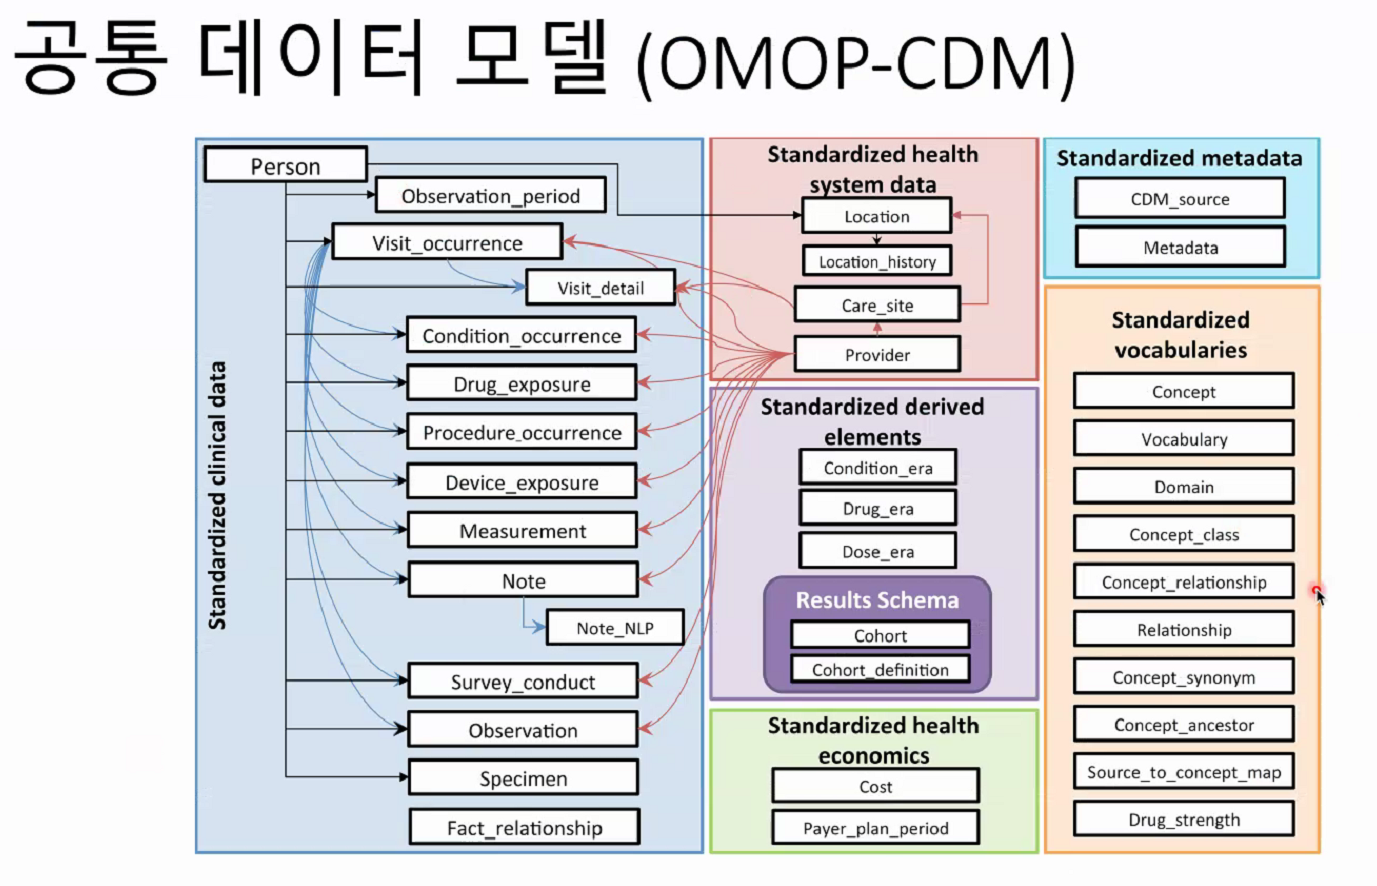 공통 데이터 모델 (OMOP-CDM)
Standardized clinical data
Person
Observation_period
Visit_occurrence
Visit_detail
Condition_occurrence
Drug_exposure
Procedure_occurrence
Device_exposure
Measurement
Note
Note_NLP
Survey_conduct
Observation
Specimen
Fact_relationship
Standardized health
system data
Location
Location_history
Care_site
Provider
Standardized derived
elements
Condition_era
Drug_era
Dose_era
Results Schema
Cohort
Cohort_definition
Standardized health
economics
Cost
Payer_plan_period
Standardized metadata
CDM_source
Metadata
Standardized
vocabularies
Concept
Vocabulary
Domain
Concept_class
Concept_relationship
Relationship
Concept_synonym
Concept_ancestor
Source_to_concept_map
Drug_strength